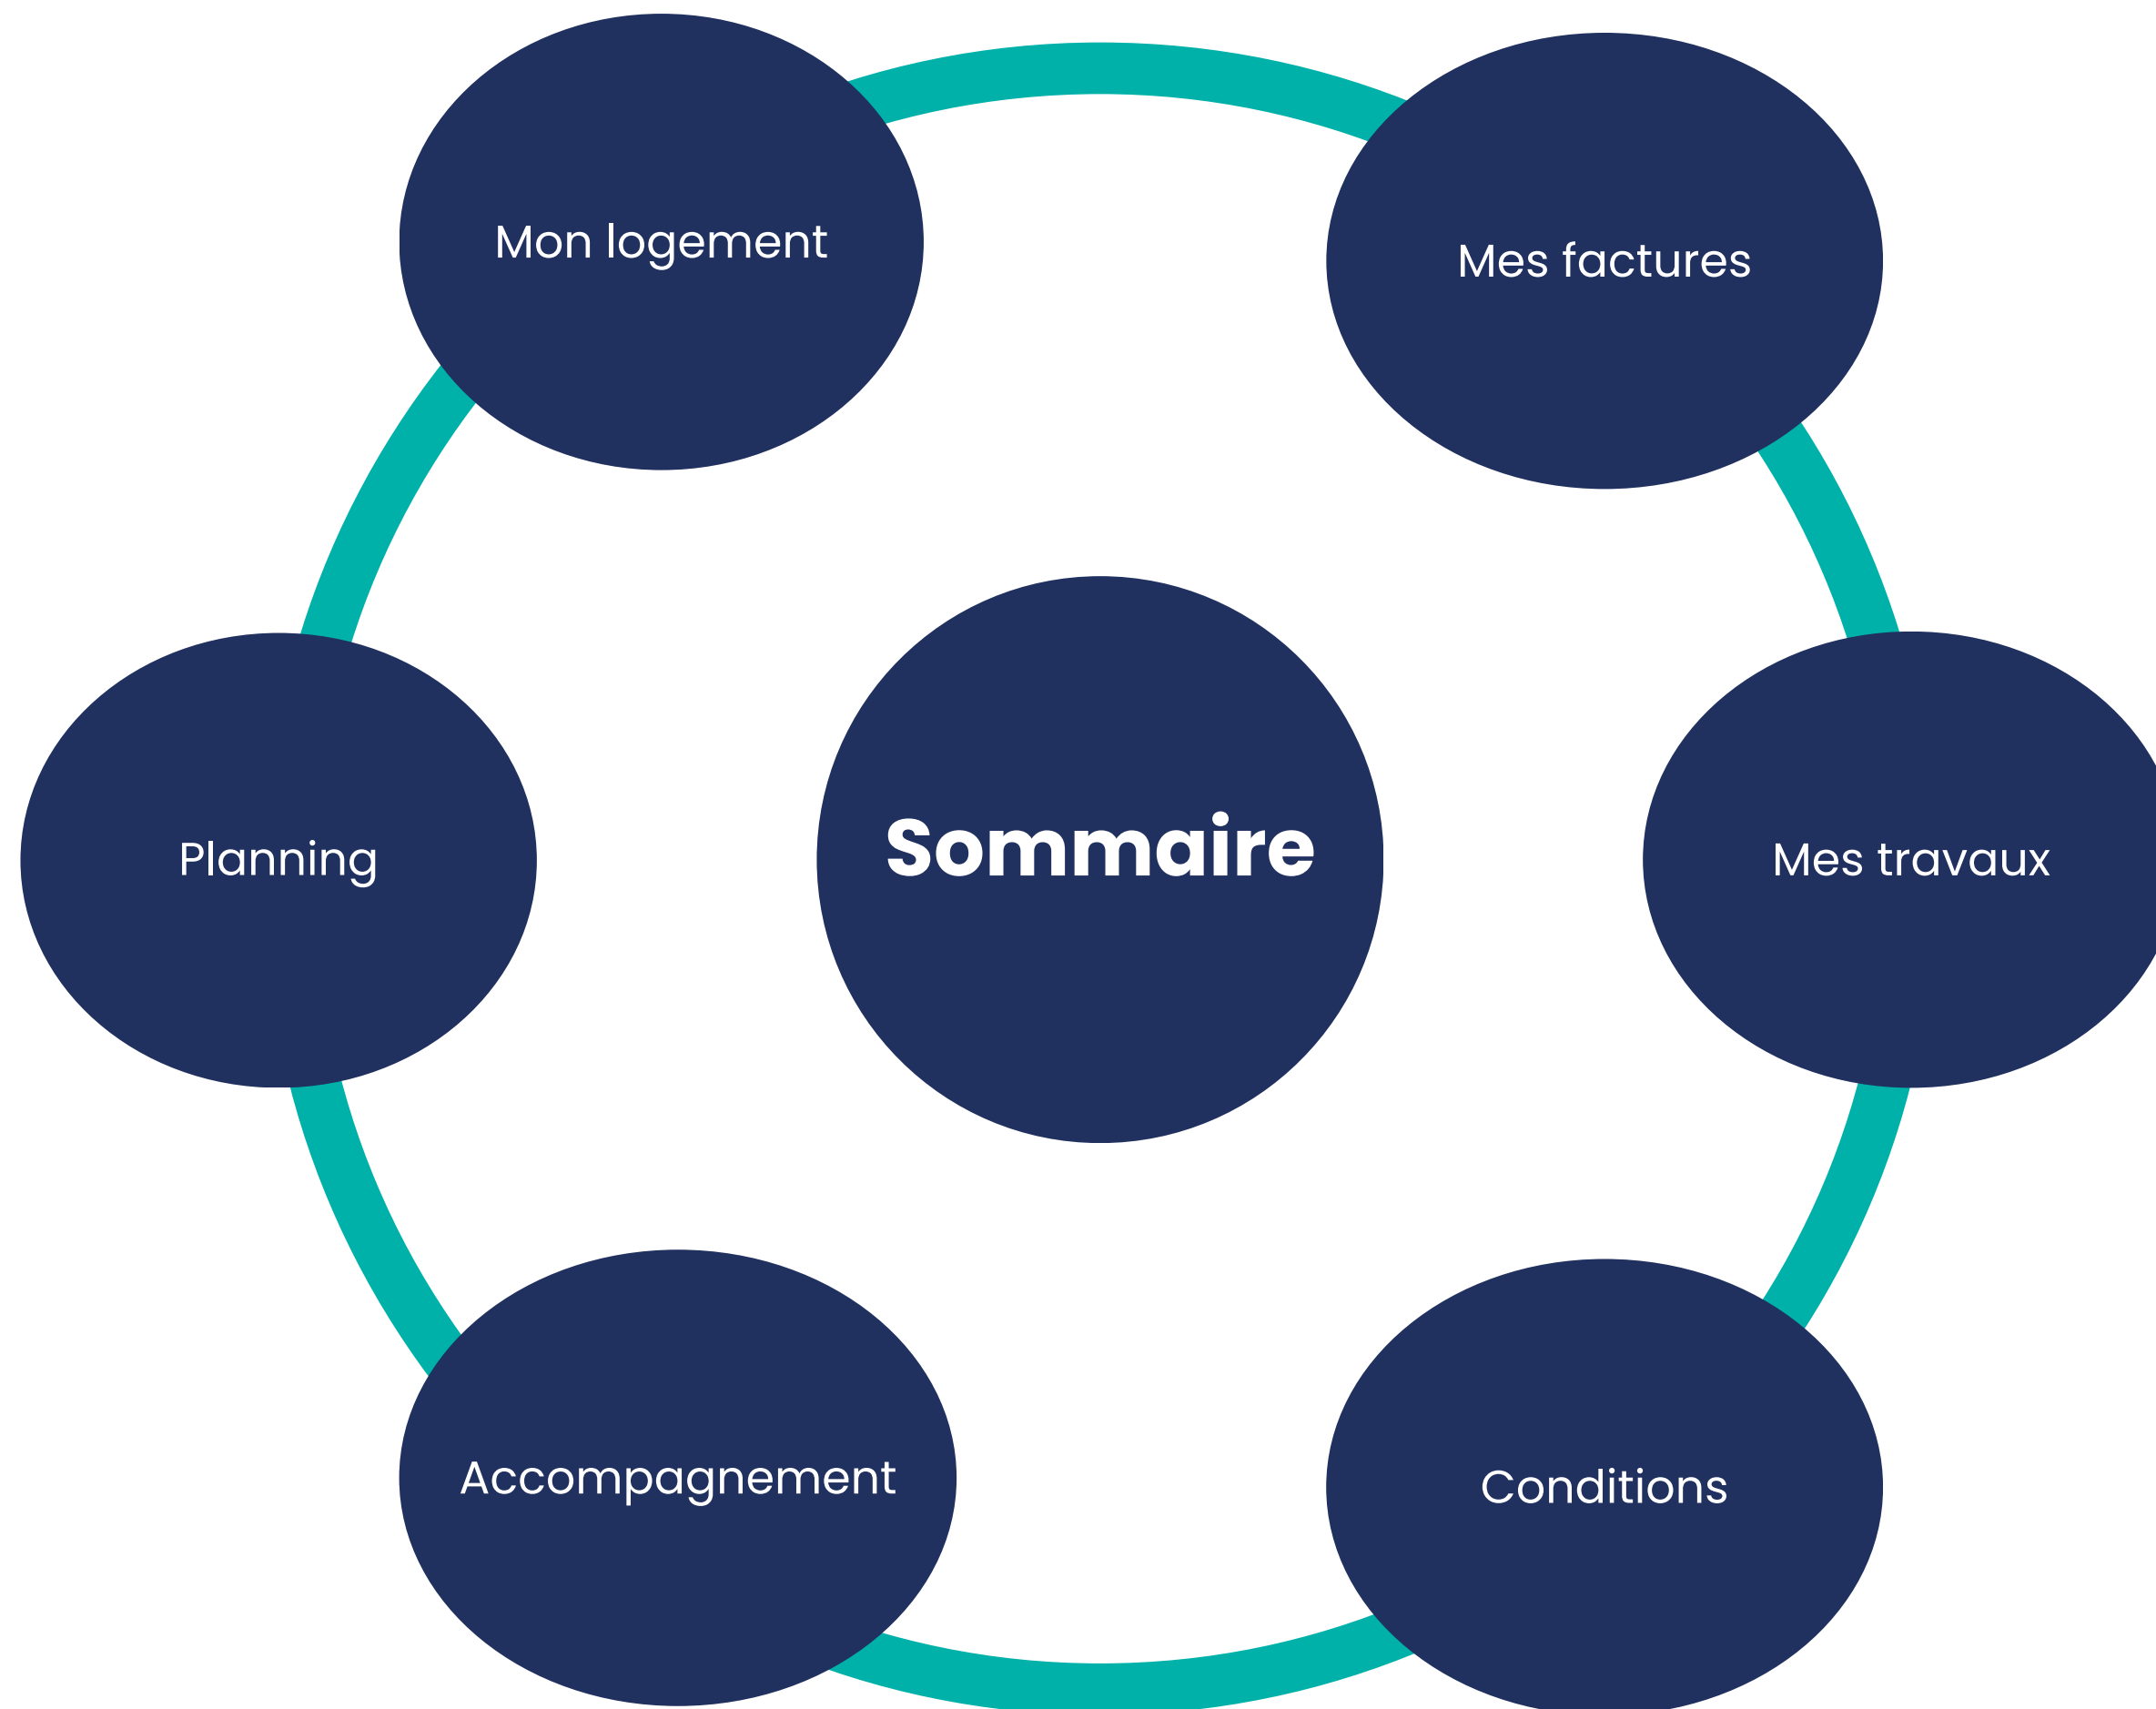 Mon logement
Mes factures
Planning
Sommaire
Mes travaux
Accompagnement
Conditions